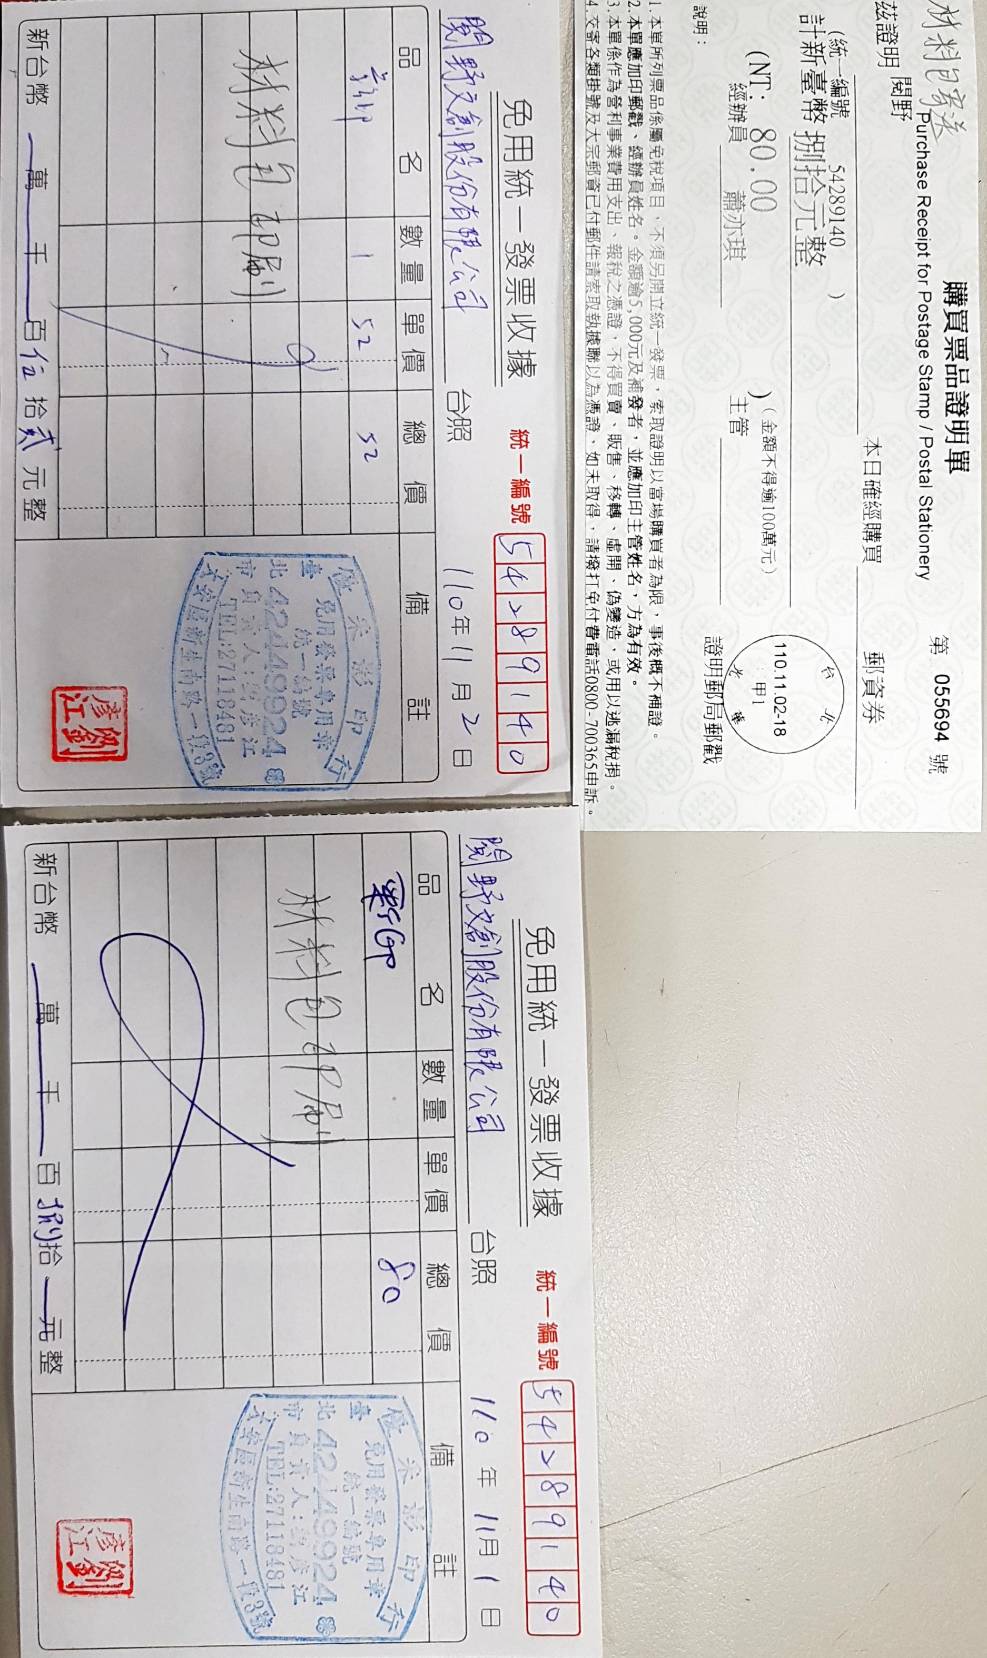 材料包寄送
購買票品證明單
Purchase Receipt for Postage Stamp / Postal Stationery
第 055694 號
茲證明 閱野
本日確經購買 郵資券
(統一編號 54289140 )
計新臺幣 捌拾元整
(NT: 80.00 ) (金額不得逾100萬元)
經辦員 蕭亦琪 主管
台北
110.11.02-18
甲1
證明郵局郵戳
說明:
1.本單所列票品係屬免稅項目,不須另開立統一發票,索取證明以當場購買者為限,事後概不補證。
2.本單應加印郵戳、經辦員姓名。金額逾5,000元及補發者,並應加印主管姓名,方為有效。
3.本單係作為營利事業費用支出、報稅之憑證,不得買賣、販售、移轉、虛開、偽變造,或用以逃漏稅捐。
4.交寄各類掛號及大宗郵資已付郵件請索取執據聯以為憑證,如未取得,請撥打免付費電話0800-700365申訴。
免用統一發票收據
統一編號 54289140
閱野文創股份有限公司 台照
110年11月2日
品名 數量 單價 總價 備註
影印 1 52 52
材料包印刷
優采影印行
免用發票專用章
統一編號
臺北市 42449924
負責人:劉彥江
TEL:27118481
大安區新生南路一段3號
劉彥江
新台幣 萬 千 百伍拾貳元整
免用統一發票收據
統一編號 54289140
閱野文創股份有限公司 台照
110年11月1日
品名 數量 單價 總價 備註
影印 80
材料包印刷
優采影印行
免用發票專用章
統一編號
臺北市 42449924
負責人:劉彥江
TEL:27118481
大安區新生南路一段3號
劉彥江
新台幣 萬 千 百捌拾 元整